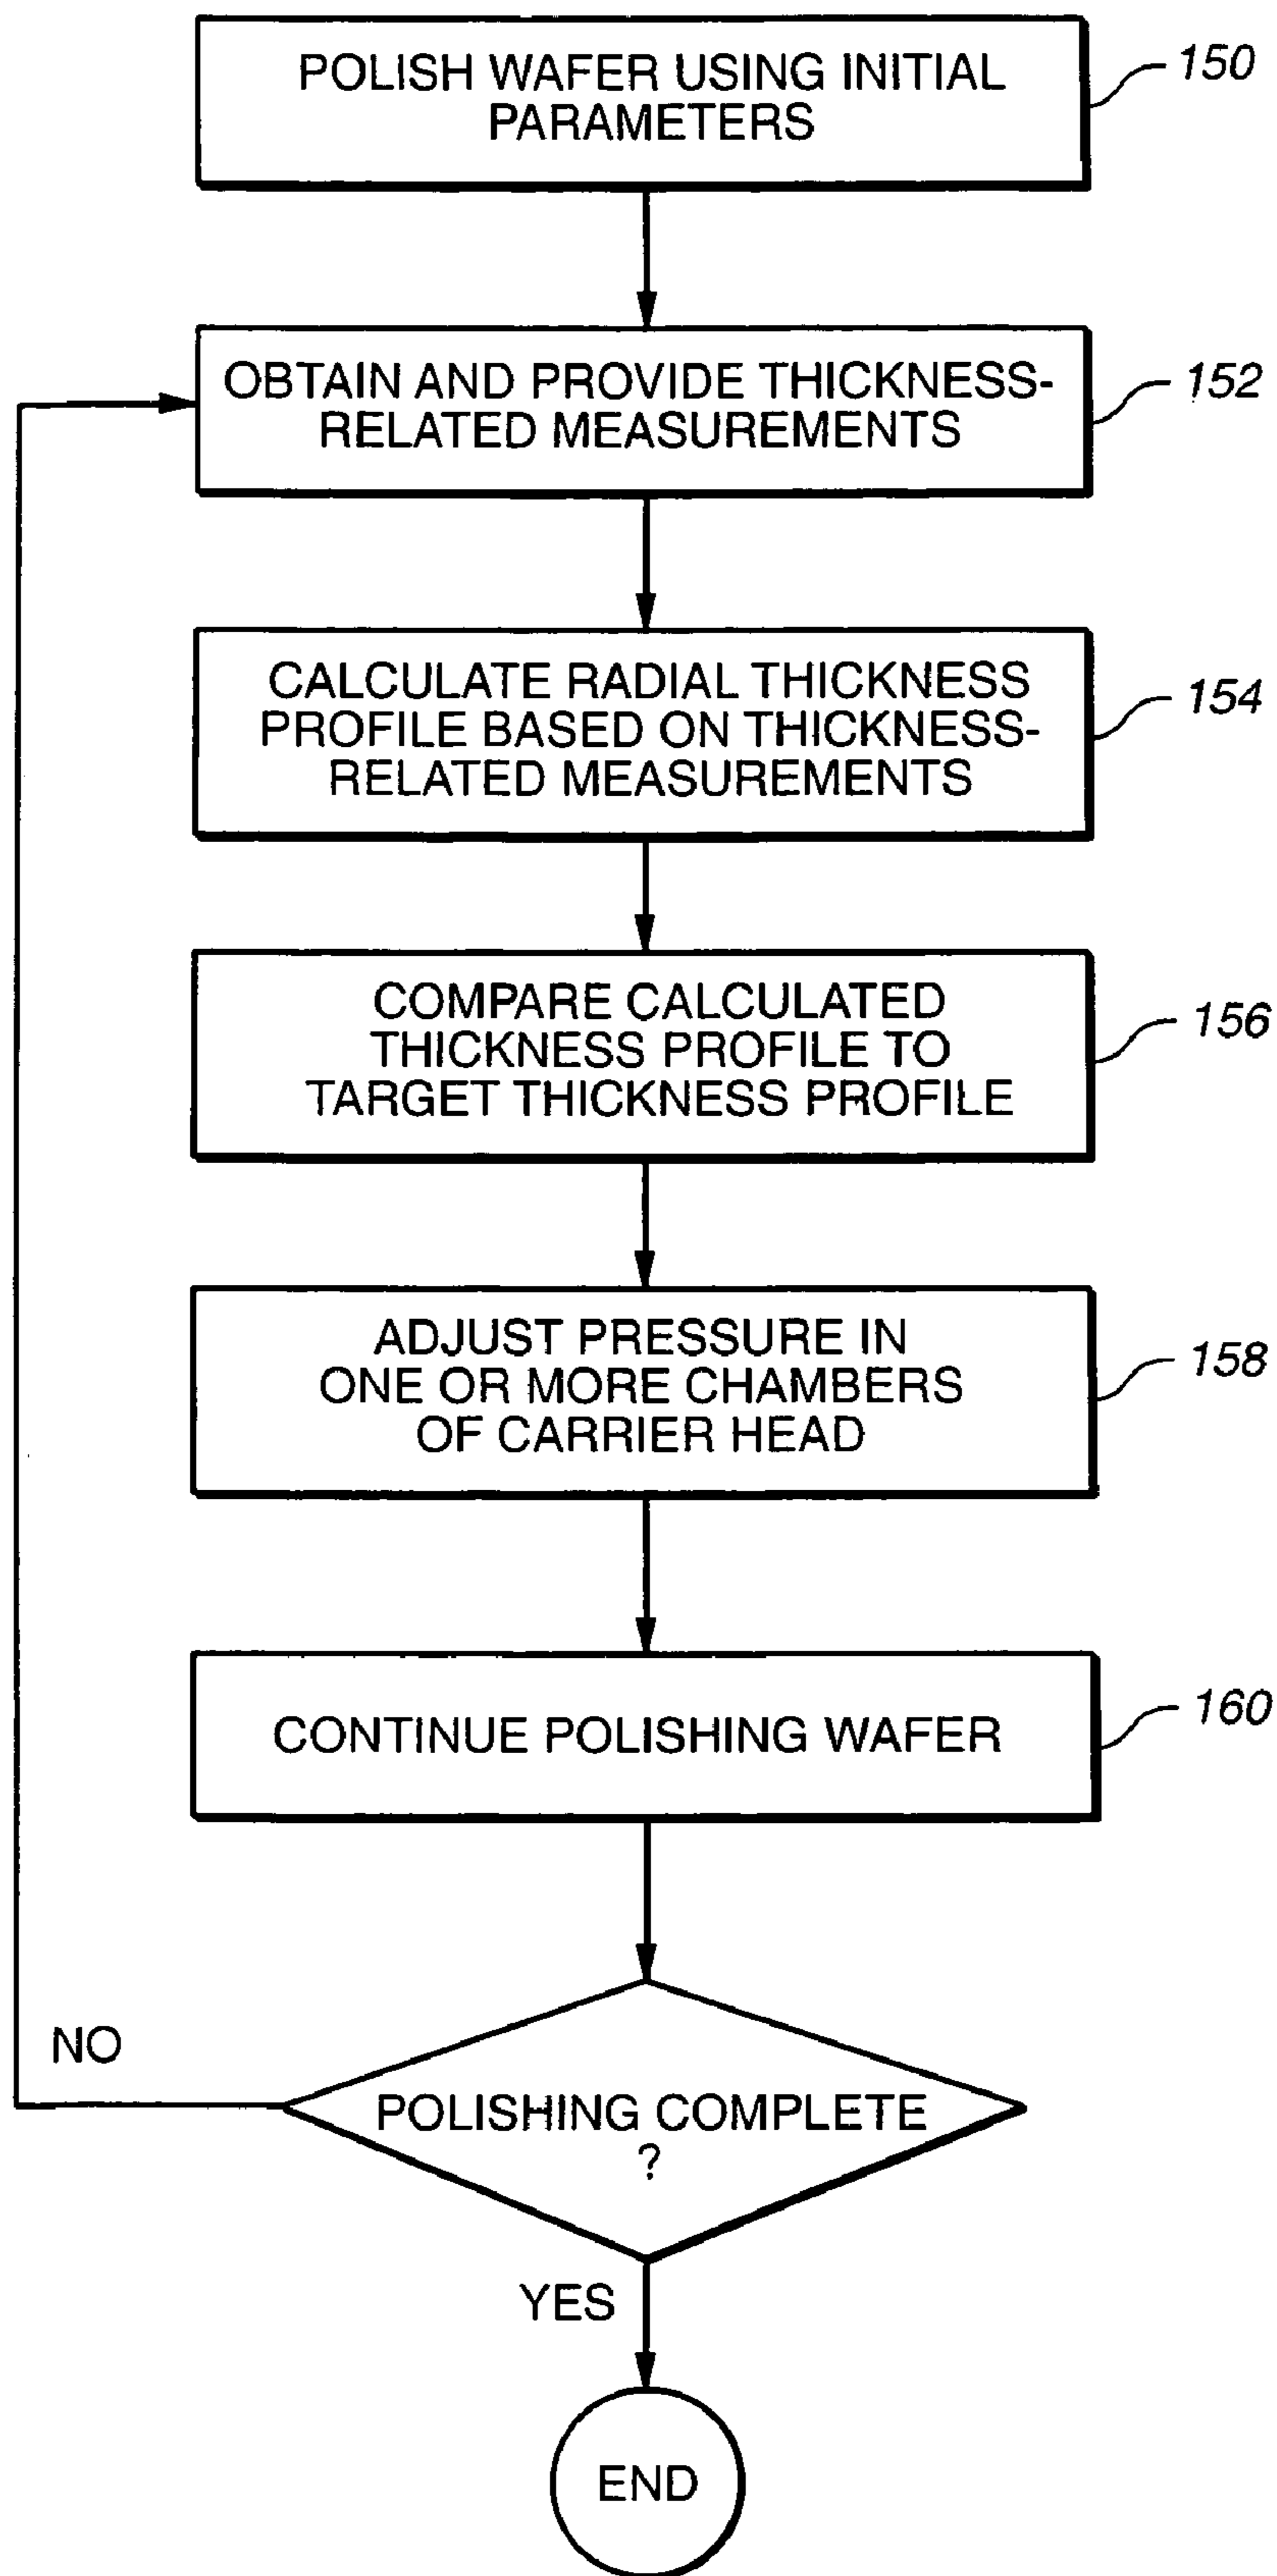 POLISH WAFER USING INITIAL
PARAMETERS
150
OBTAIN AND PROVIDE THICKNESS-
RELATED MEASUREMENTS
152
CALCULATE RADIAL THICKNESS
PROFILE BASED ON THICKNESS-
RELATED MEASUREMENTS
154
COMPARE CALCULATED
THICKNESS PROFILE TO
TARGET THICKNESS PROFILE
156
ADJUST PRESSURE IN
ONE OR MORE CHAMBERS
OF CARRIER HEAD
158
CONTINUE POLISHING WAFER
160
NO
POLISHING COMPLETE
?
YES
END